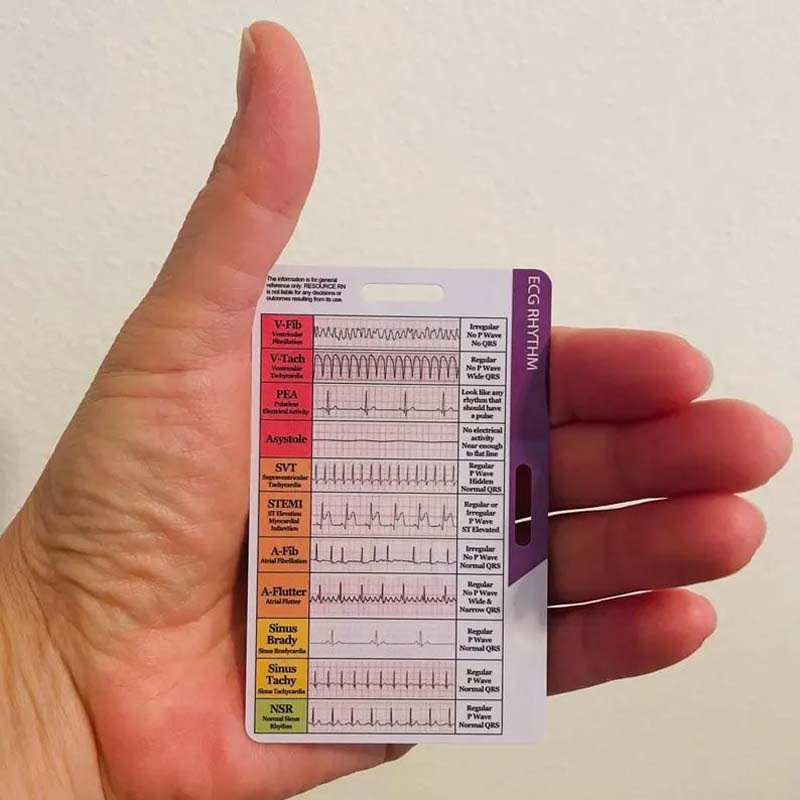 The information is for general
reference only. RESOURCE RN
is not liable for any decisions or
outcomes resulting from its use.
ECG RHYTHM
V-Fib
Ventricular
Fibrillation
Irregular
No P Wave
No QRS
V-Tach
Ventricular
Tachycardia
Regular
No P Wave
Wide QRS
PEA
Pulseless
Electrical Activity
Look like any
rhythm that
should have
a pulse
Asystole
No electrical
activity
Near enough
to flat line
SVT
Supraventricular
Tachycardia
Regular
P Wave
Hidden
Normal QRS
STEMI
ST Elevation
Myocardial
Infarction
Regular or
Irregular
P Wave
ST Elevated
A-Fib
Atrial Fibrillation
Irregular
No P Wave
Normal QRS
A-Flutter
Atrial Flutter
Regular
No P Wave
Wide &
Narrow QRS
Sinus
Brady
Sinus Bradycardia
Regular
P Wave
Normal QRS
Sinus
Tachy
Sinus Tachycardia
Regular
P Wave
Normal QRS
NSR
Normal Sinus
Rhythm
Regular
P Wave
Normal QRS